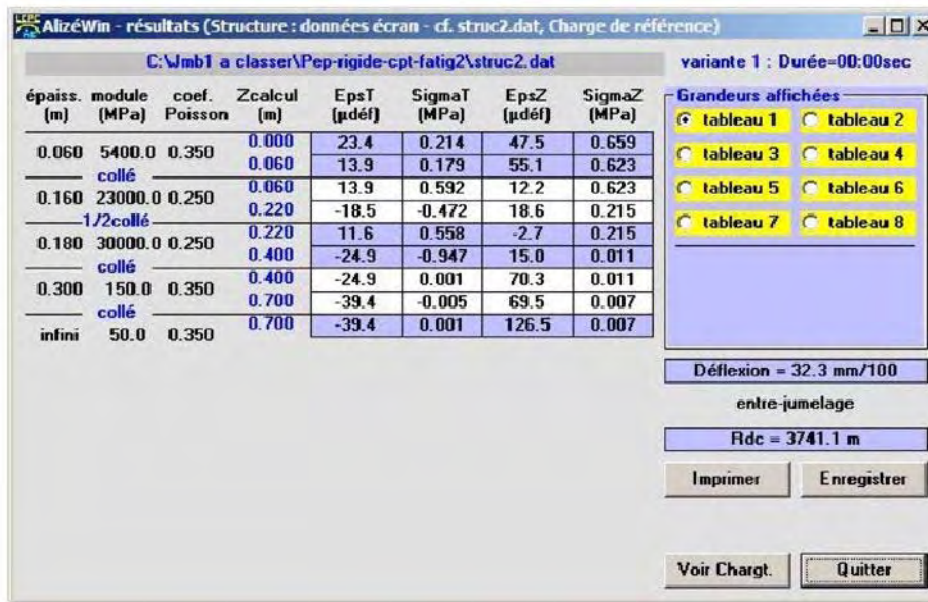 AlizéWin - résultats (Structure : données écran - cf. struc2.dat, Charge de référence)
C:\Jmb1 a classer\Pep-rigide-cpt-fatig2\struc2.dat
variante 1 : Durée=00:00sec
épaiss. module coef. Zcalcul EpsT SigmaT EpsZ SigmaZ
(m) (MPa) Poisson (m) (µdéf) (MPa) (µdéf) (MPa)
0.000 23.4 0.214 47.5 0.659
0.060 5400.0 0.350
0.060 13.9 0.179 55.1 0.623
collé
0.060 13.9 0.592 12.2 0.623
0.160 23000.0 0.250
0.220 -18.5 -0.472 18.6 0.215
1/2collé
0.220 11.6 0.558 -2.7 0.215
0.180 30000.0 0.250
0.400 -24.9 -0.947 15.0 0.011
collé
0.400 -24.9 0.001 70.3 0.011
0.300 150.0 0.350
0.700 -39.4 -0.005 69.5 0.007
collé
0.700 -39.4 0.001 126.5 0.007
infini 50.0 0.350
Grandeurs affichées
tableau 1 tableau 2
tableau 3 tableau 4
tableau 5 tableau 6
tableau 7 tableau 8
Déflexion = 32.3 mm/100
entre-jumelage
Rdc = 3741.1 m
Imprimer Enregistrer
Voir Chargt. Quitter